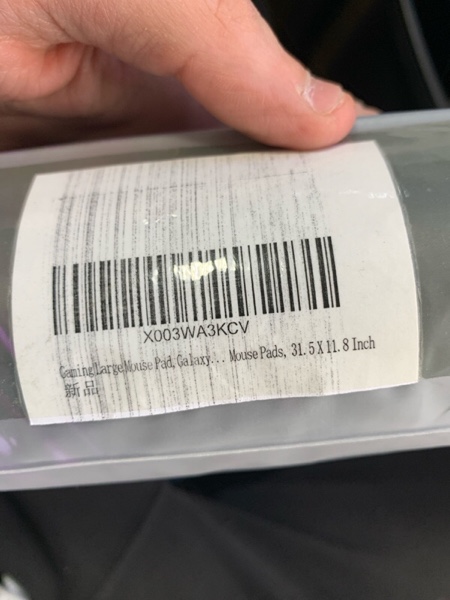 X003WA3KCV
Gaming Large Mouse Pad, Galaxy... Mouse Pads, 31.5 X 11.8 Inch
新品